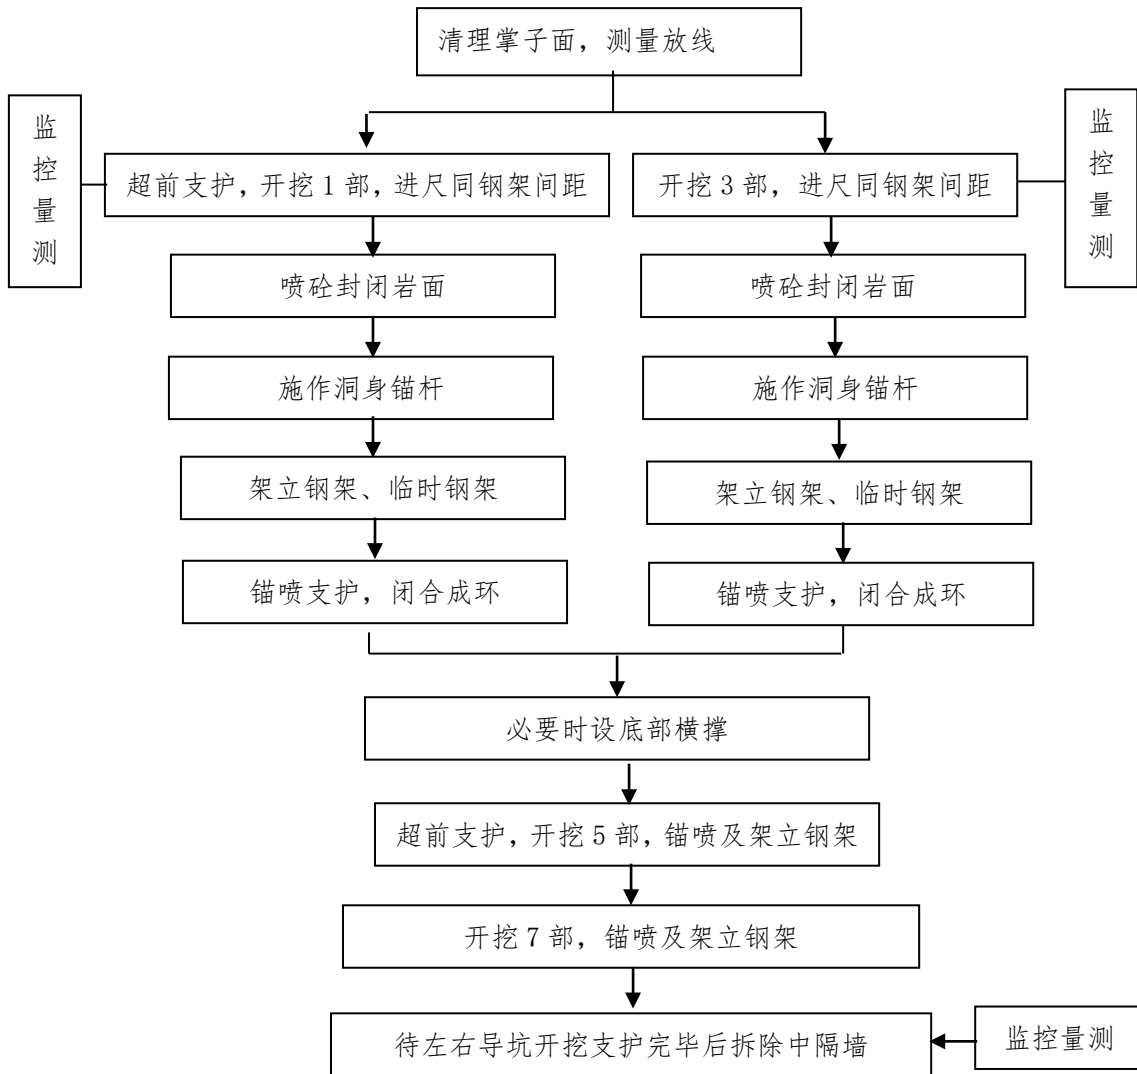 清理掌子面，测量放线
监控量测
监控量测
超前支护，开挖1部，进尺同钢架间距
开挖3部，进尺同钢架间距
喷砼封闭岩面
喷砼封闭岩面
施作洞身锚杆
施作洞身锚杆
架立钢架、临时钢架
架立钢架、临时钢架
锚喷支护，闭合成环
锚喷支护，闭合成环
必要时设底部横撑
超前支护，开挖5部，锚喷及架立钢架
开挖7部，锚喷及架立钢架
待左右导坑开挖支护完毕后拆除中隔墙
监控量测